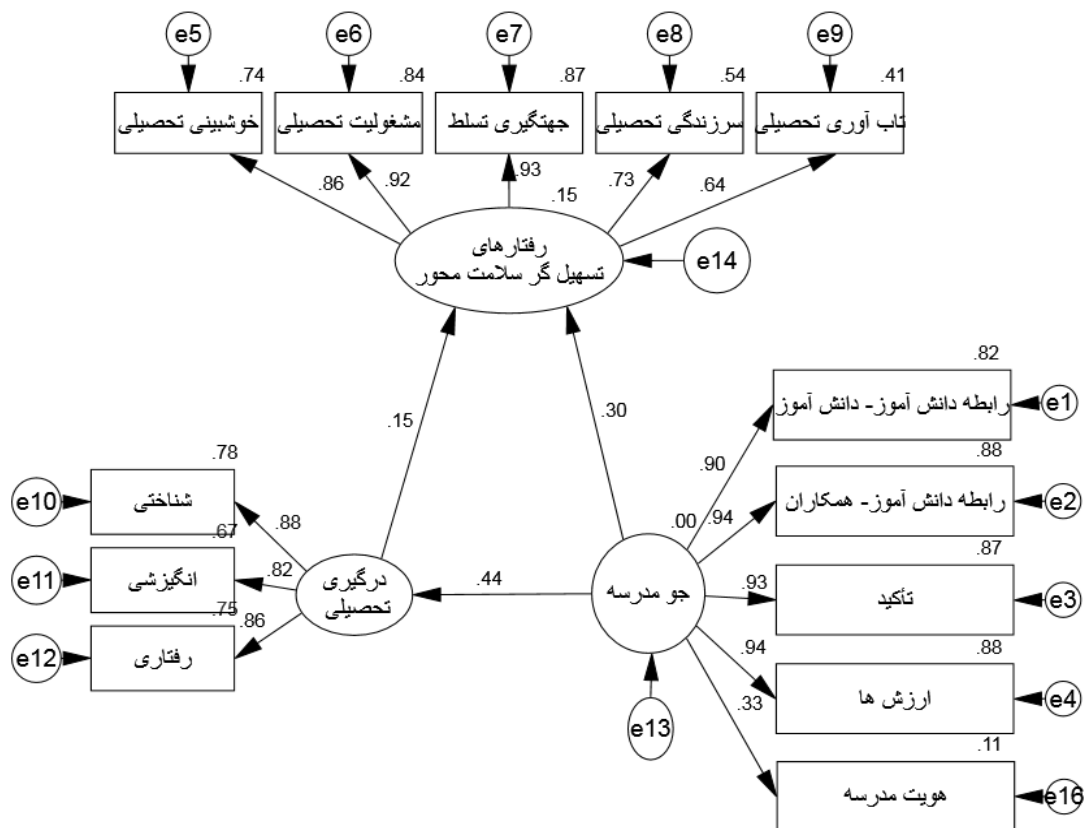 e5
e6
e7
e8
e9
.74
.84
.87
.54
.41
خوشبینی تحصیلی
مشغولیت تحصیلی
جهتگیری تسلط
سرزندگی تحصیلی
تاب آوری تحصیلی
.86
.92
.93
.73
.64
.15
رفتارهای
تسهیل گر سلامت محور
e14
.15
.30
.82
رابطه دانش آموز- دانش آموز
e1
.90
.88
رابطه دانش آموز- همکاران
e2
.94
.00
.78
شناختی
e10
.88
.67
انگیزشی
e11
.82
.75
رفتاری
e12
.86
درگیری
تحصیلی
.44
جو مدرسه
.93
.87
تأکید
e3
.94
.88
ارزش ها
e4
.33
e13
.11
هویت مدرسه
e16